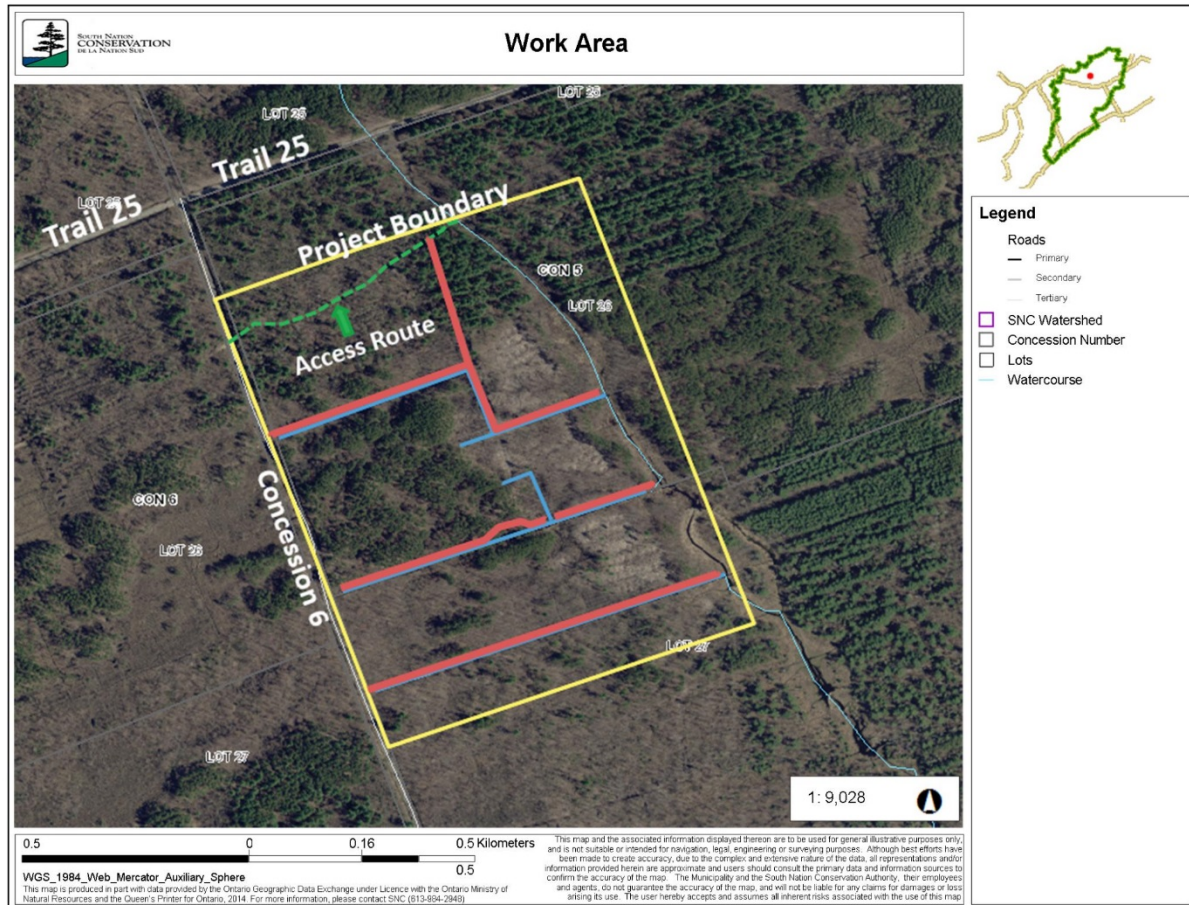 SOUTH NATION
CONSERVATION
DE LA NATION SUD
Work Area
LOT 25
LOT 25
Trail 25
LOT 25
Trail 25
Project Boundary
CON 5
LOT 26
Access Route
CON 6
LOT 26
Concession 6
LOT 27
LOT 27
1: 9,028
Legend
Roads
Primary
Secondary
Tertiary
SNC Watershed
Concession Number
Lots
Watercourse
0.5 0 0.16 0.5 Kilometers
0.5
WGS_1984_Web_Mercator_Auxiliary_Sphere
This map is produced in part with data provided by the Ontario Geographic Data Exchange under Licence with the Ontario Ministry of
Natural Resources and the Queen's Printer for Ontario, 2014. For more information, please contact SNC (613-984-2948)
This map and the associated information displayed thereon are to be used for general illustrative purposes only,
and is not suitable or intended for navigation, legal, engineering or surveying purposes. Although best efforts have
been made to create accuracy, due to the complex and extensive nature of the data, all representations and/or
information provided herein are approximate and users should consult the primary data and information sources to
confirm the accuracy of the map. The Municipality and the South Nation Conservation Authority, their employees
and agents, do not guarantee the accuracy of the map, and will not be liable for any claims for damages or loss
arising its use. The user hereby accepts and assumes all inherent risks associated with the use of this map